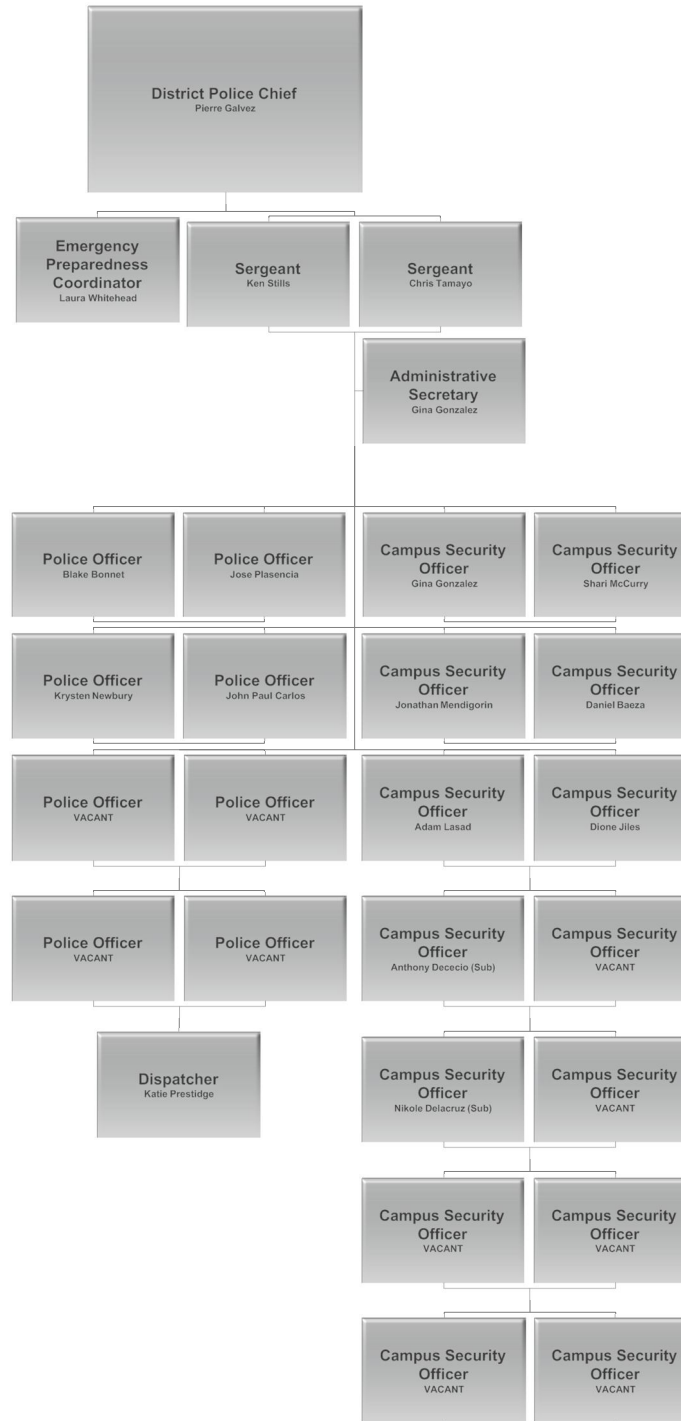 District Police Chief
Pierre Galvez
Emergency
Preparedness
Coordinator
Laura Whitehead
Sergeant
Ken Stills
Sergeant
Chris Tamayo
Administrative
Secretary
Gina Gonzalez
Police Officer
Blake Bonnet
Police Officer
Jose Plasencia
Campus Security
Officer
Gina Gonzalez
Campus Security
Officer
Shari McCurry
Police Officer
Krysten Newbury
Police Officer
John Paul Carlos
Campus Security
Officer
Jonathan Mendigorin
Campus Security
Officer
Daniel Baeza
Police Officer
VACANT
Police Officer
VACANT
Campus Security
Officer
Adam Lasad
Campus Security
Officer
Dione Jiles
Police Officer
VACANT
Police Officer
VACANT
Campus Security
Officer
Anthony Dececio (Sub)
Campus Security
Officer
VACANT
Dispatcher
Katie Prestidge
Campus Security
Officer
Nikole Delacruz (Sub)
Campus Security
Officer
VACANT
Campus Security
Officer
VACANT
Campus Security
Officer
VACANT
Campus Security
Officer
VACANT
Campus Security
Officer
VACANT